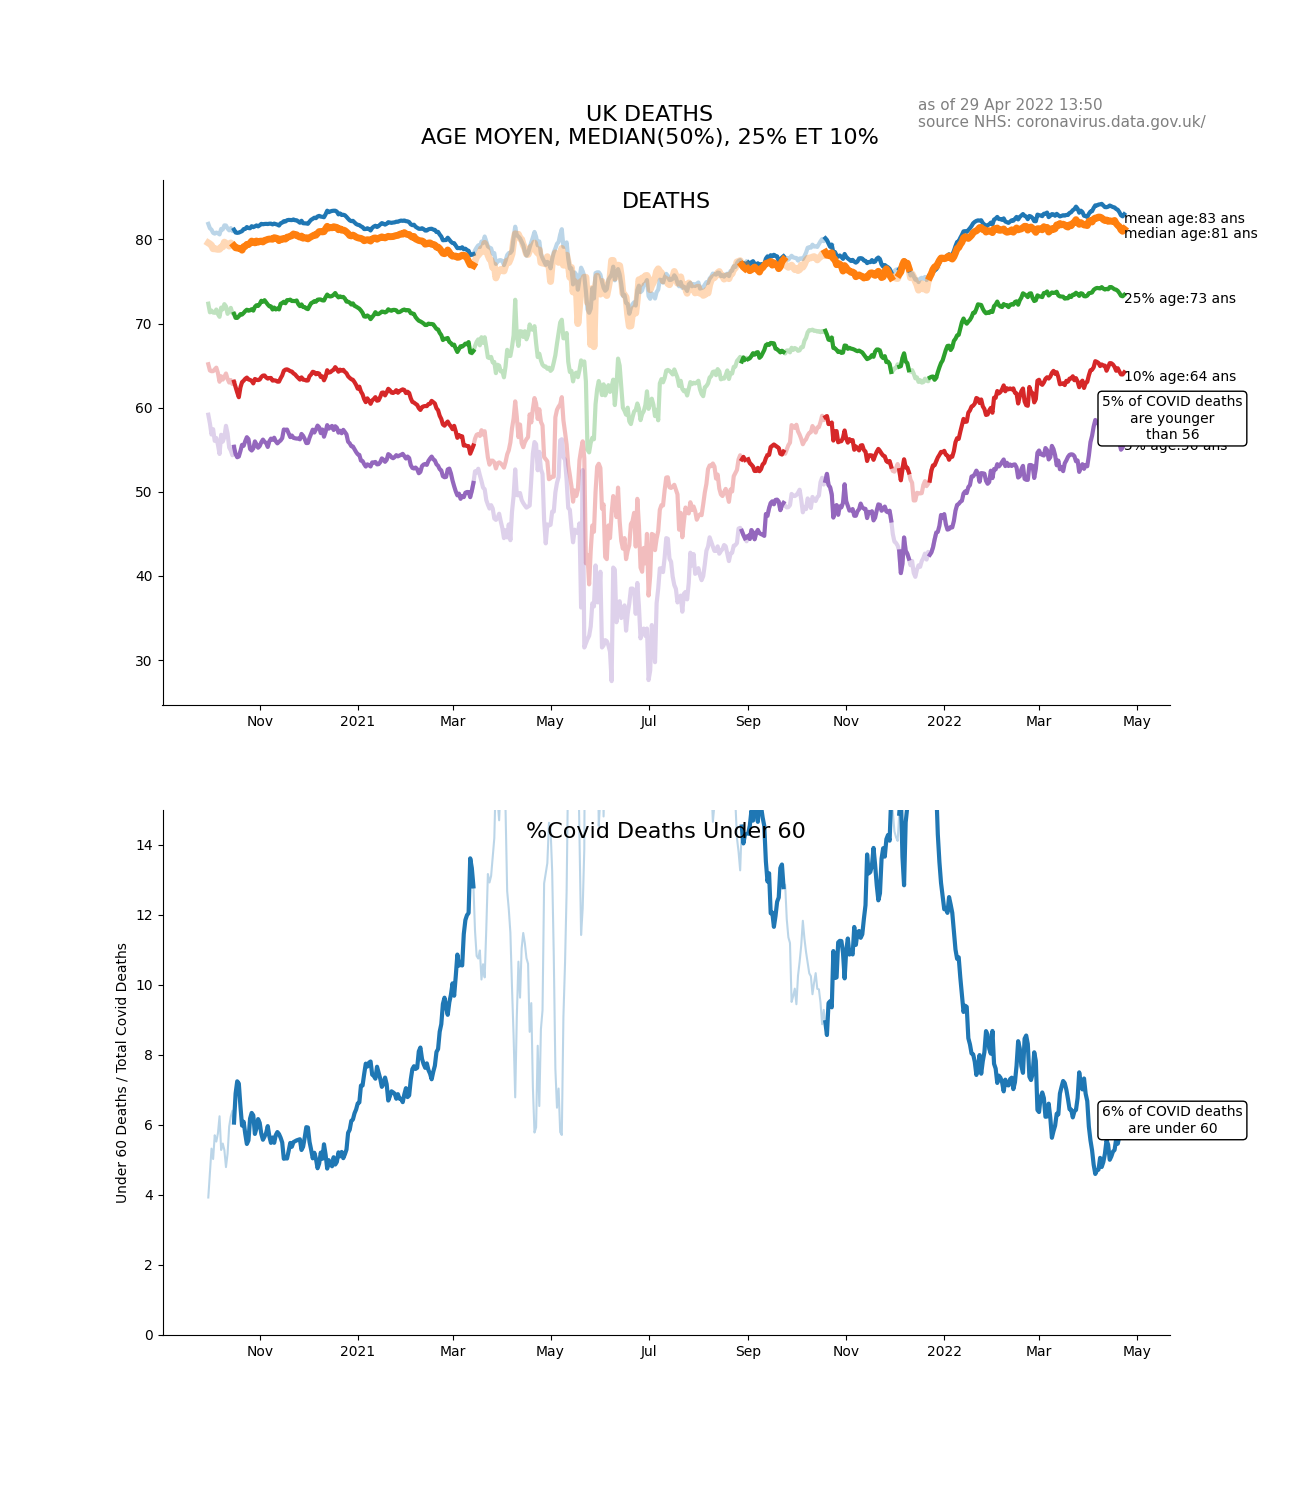 UK DEATHS
AGE MOYEN, MEDIAN(50%), 25% ET 10%
as of 29 Apr 2022 13:50
source NHS: coronavirus.data.gov.uk/
DEATHS
80
70
60
50
40
30
mean age:83 ans
median age:81 ans
25% age:73 ans
10% age:64 ans
5% of COVID deaths
are younger
than 56
5% age:56 ans
Nov
2021
Mar
May
Jul
Sep
Nov
2022
Mar
May
%Covid Deaths Under 60
Under 60 Deaths / Total Covid Deaths
14
12
10
8
6
4
2
0
6% of COVID deaths
are under 60
Nov
2021
Mar
May
Jul
Sep
Nov
2022
Mar
May